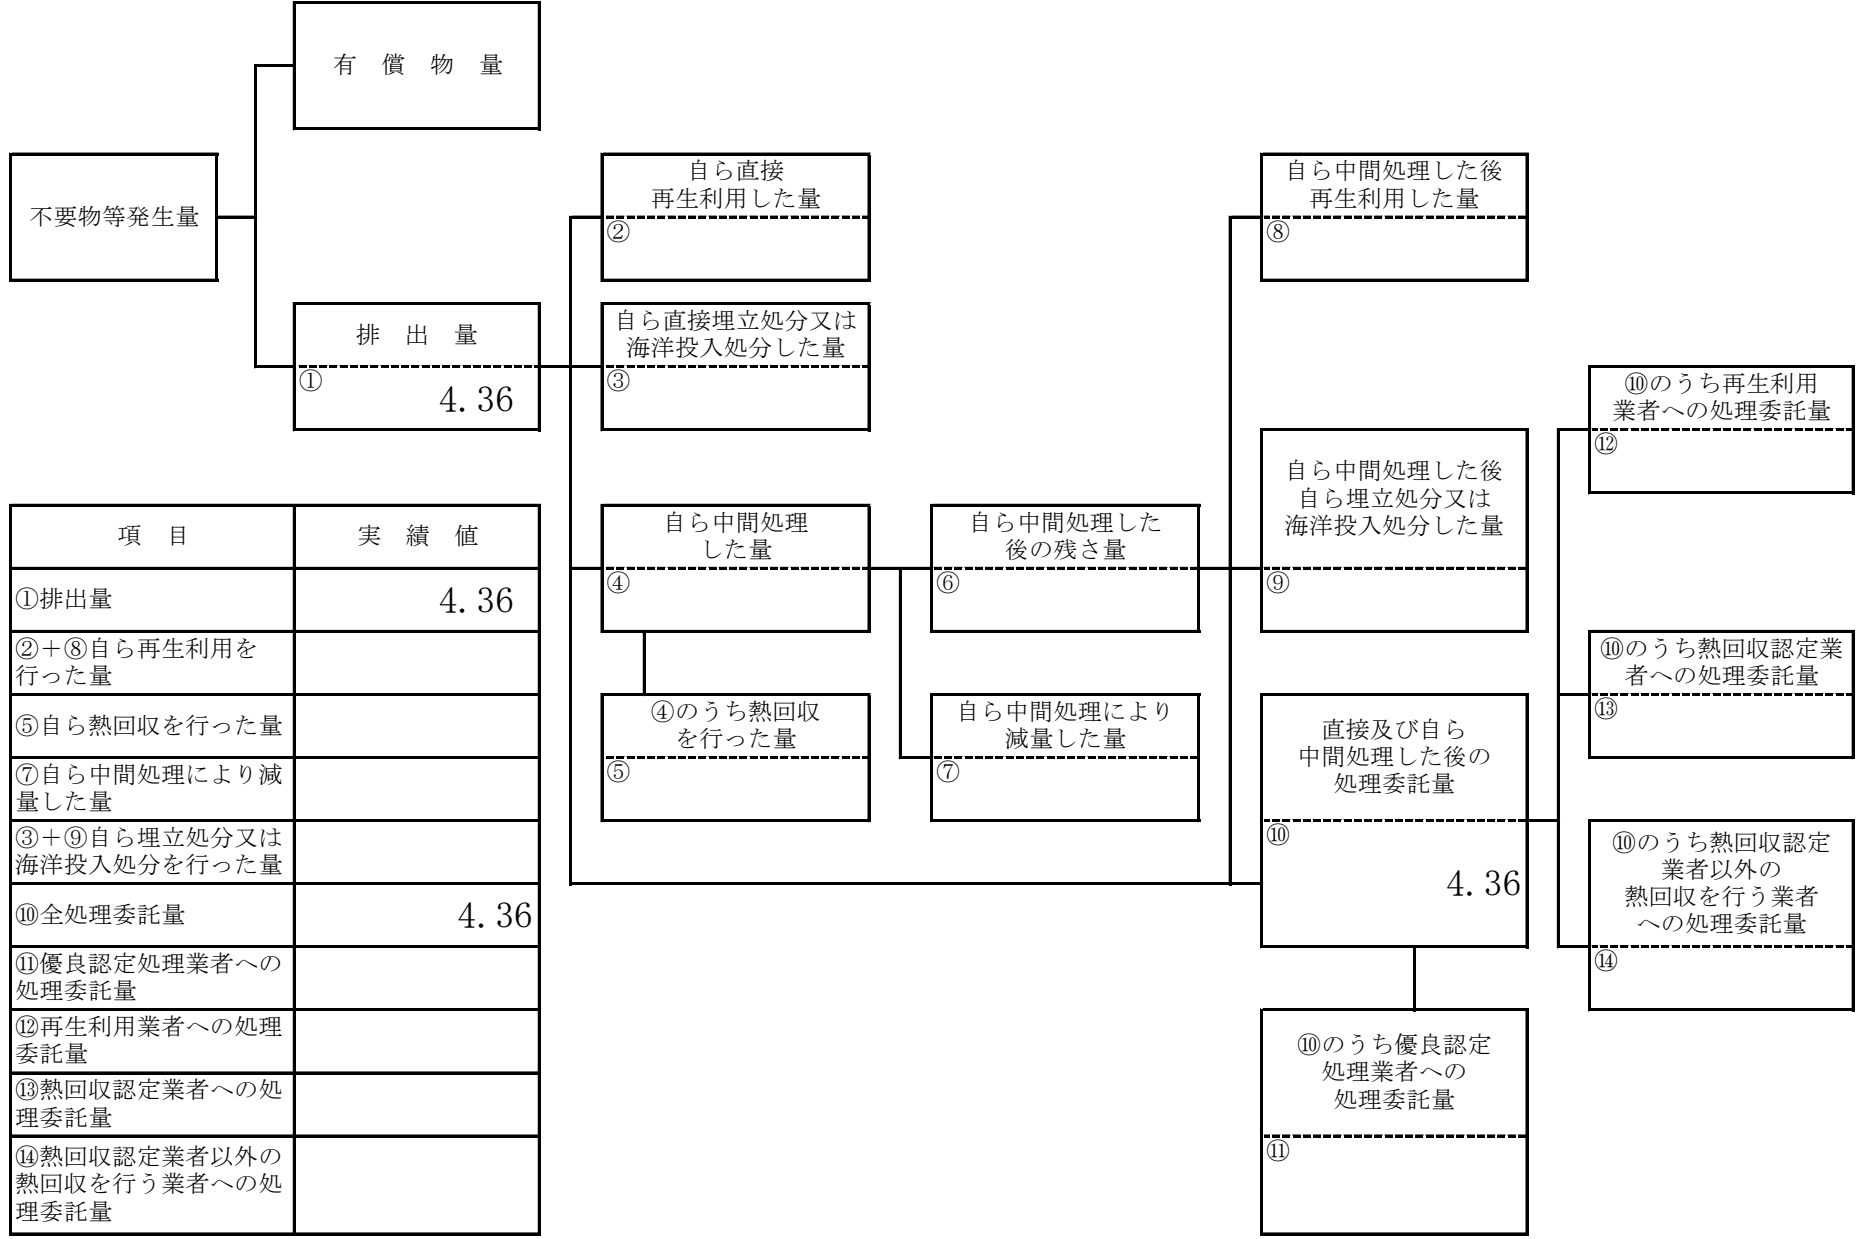 有 償 物 量
不要物等発生量
排 出 量
①
4.36
自ら直接
再生利用した量
②
自ら直接埋立処分又は
海洋投入処分した量
③
自ら中間処理
した量
④
④のうち熱回収
を行った量
⑤
自ら中間処理した
後の残さ量
⑥
自ら中間処理により
減量した量
⑦
自ら中間処理した後
再生利用した量
⑧
自ら中間処理した後
自ら埋立処分又は
海洋投入処分した量
⑨
直接及び自ら
中間処理した後の
処理委託量
⑩
4.36
⑩のうち優良認定
処理業者への
処理委託量
⑪
⑩のうち再生利用
業者への処理委託量
⑫
⑩のうち熱回収認定業
者への処理委託量
⑬
⑩のうち熱回収認定
業者以外の
熱回収を行う業者
への処理委託量
⑭
項 目 実 績 値
①排出量 4.36
②＋⑧自ら再生利用を
行った量
⑤自ら熱回収を行った量
⑦自ら中間処理により減
量した量
③＋⑨自ら埋立処分又は
海洋投入処分を行った量
⑩全処理委託量 4.36
⑪優良認定処理業者への
処理委託量
⑫再生利用業者への処理
委託量
⑬熱回収認定業者への処
理委託量
⑭熱回収認定業者以外の
熱回収を行う業者への処
理委託量